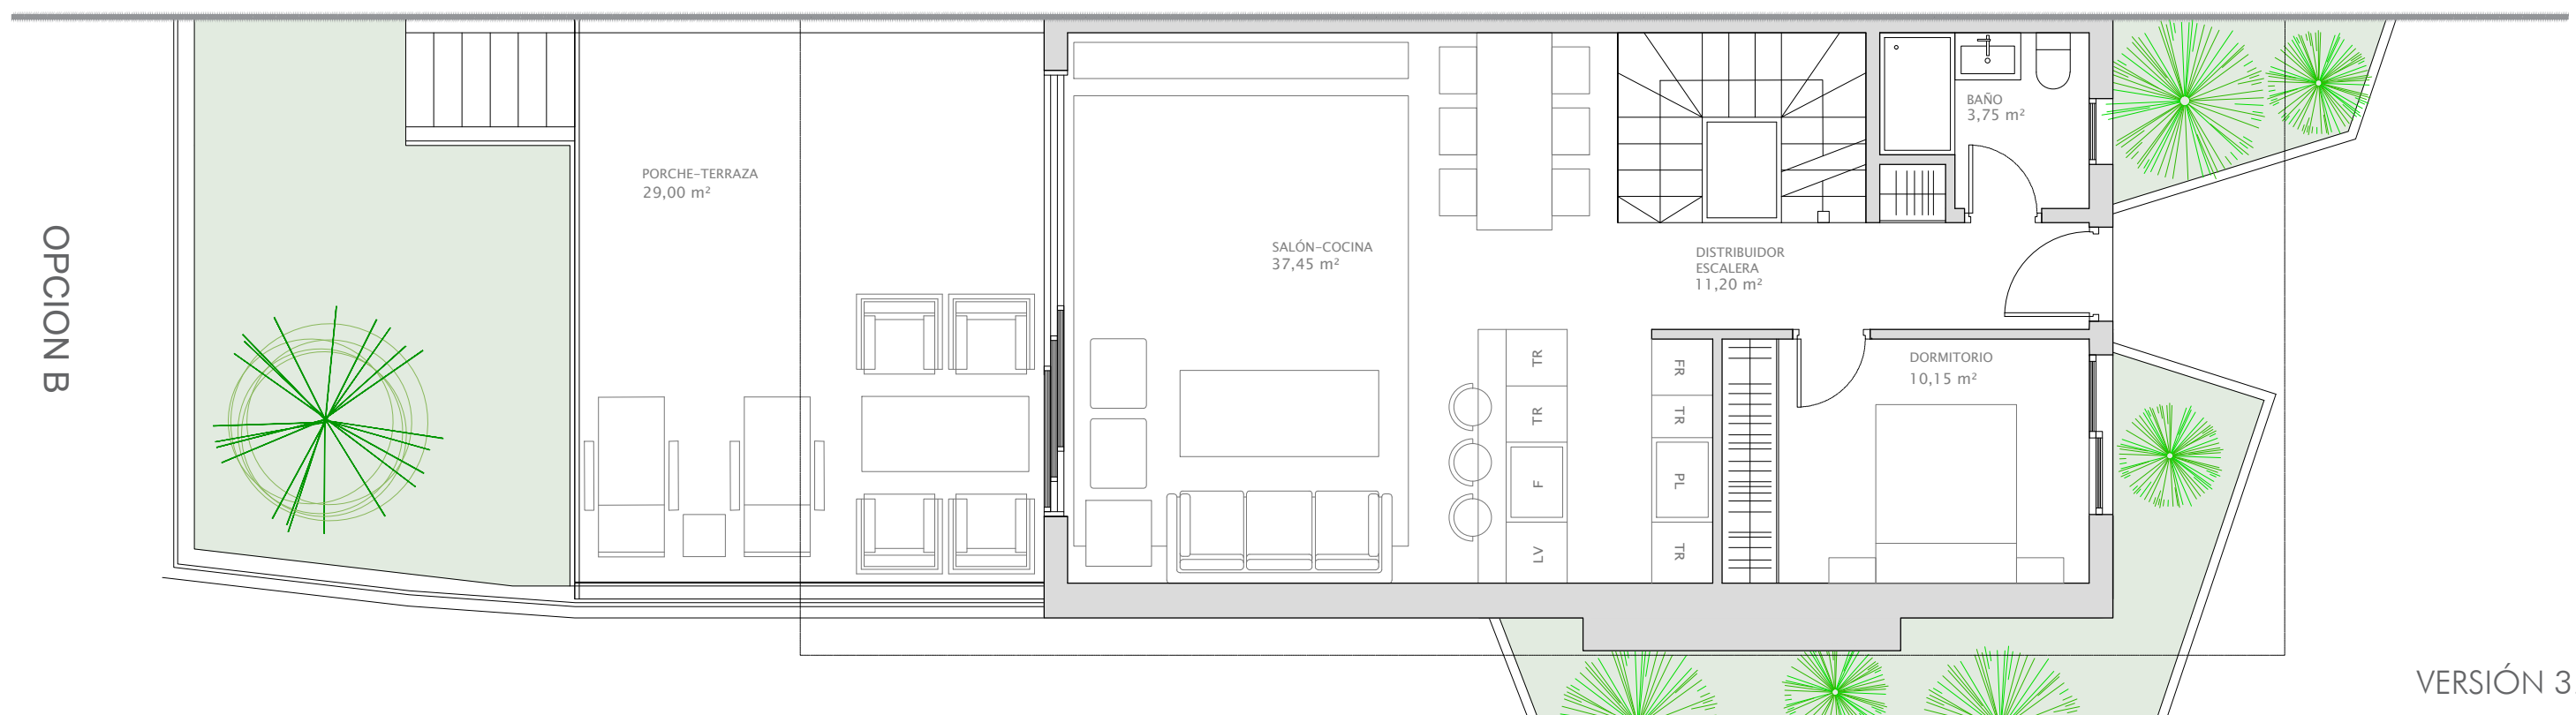 OPCION B
PORCHE-TERRAZA
29,00 m²
SALÓN-COCINA
37,45 m²
DISTRIBUIDOR
ESCALERA
11,20 m²
BAÑO
3,75 m²
DORMITORIO
10,15 m²
TR
TR
F
LV
FR
TR
PL
TR
VERSIÓN 3